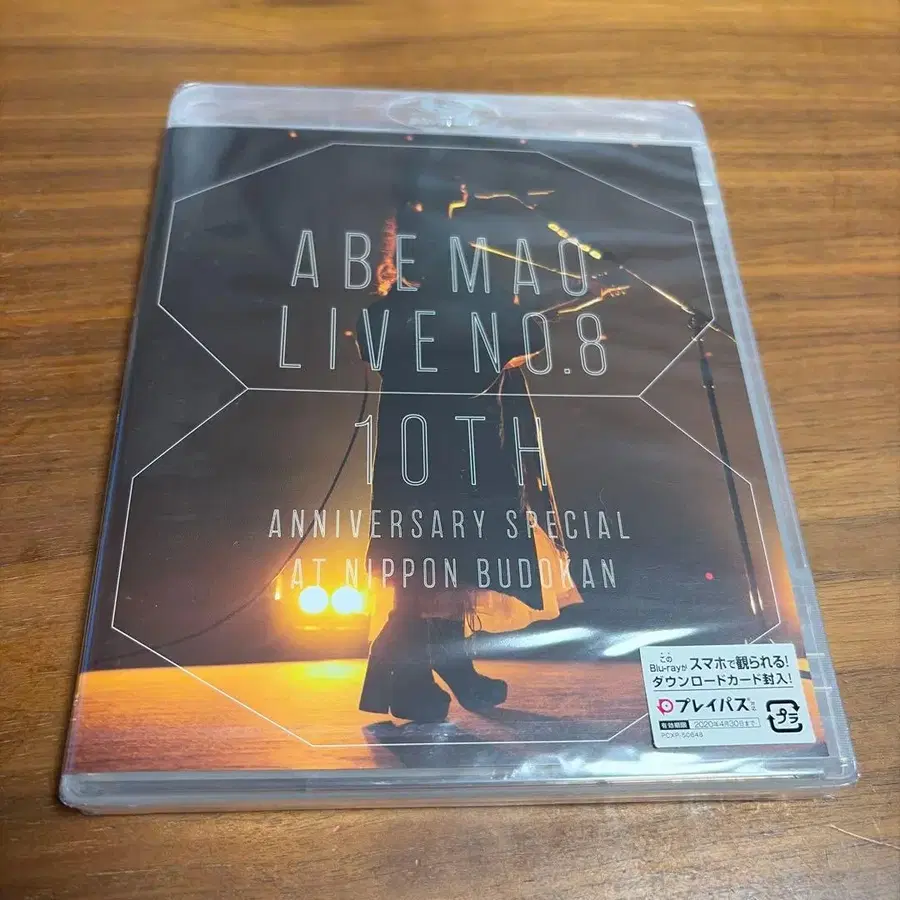 ABE MAO
LIVE NO.8
10TH
ANNIVERSARY SPECIAL
AT NIPPON BUDOKAN
この
Blu-rayが スマホで観られる!
ダウンロードカード封入!
プレイパス
有効期限 2020年4月30日まで
PCXP-50648
プラ